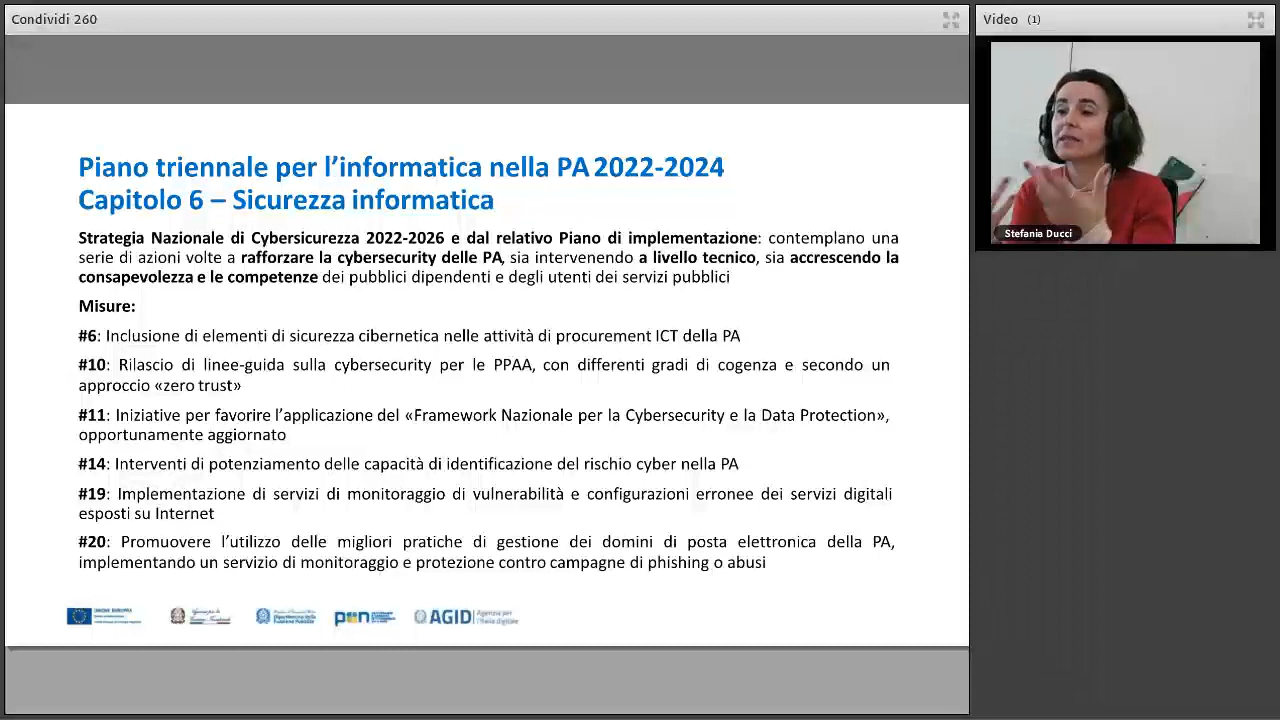 Condividi 260
Video (1)
Stefania Ducci
Piano triennale per l’informatica nella PA 2022-2024
Capitolo 6 – Sicurezza informatica
Strategia Nazionale di Cybersicurezza 2022-2026 e dal relativo Piano di implementazione: contemplano una
serie di azioni volte a rafforzare la cybersecurity delle PA, sia intervenendo a livello tecnico, sia accrescendo la
consapevolezza e le competenze dei pubblici dipendenti e degli utenti dei servizi pubblici
Misure:
#6: Inclusione di elementi di sicurezza cibernetica nelle attività di procurement ICT della PA
#10: Rilascio di linee-guida sulla cybersecurity per le PPAA, con differenti gradi di cogenza e secondo un
approccio «zero trust»
#11: Iniziative per favorire l’applicazione del «Framework Nazionale per la Cybersecurity e la Data Protection»,
opportunamente aggiornato
#14: Interventi di potenziamento delle capacità di identificazione del rischio cyber nella PA
#19: Implementazione di servizi di monitoraggio di vulnerabilità e configurazioni erronee dei servizi digitali
esposti su Internet
#20: Promuovere l’utilizzo delle migliori pratiche di gestione dei domini di posta elettronica della PA,
implementando un servizio di monitoraggio e protezione contro campagne di phishing o abusi
UNIONE EUROPEA
pon
AGID Agenzia per
l’Italia digitale